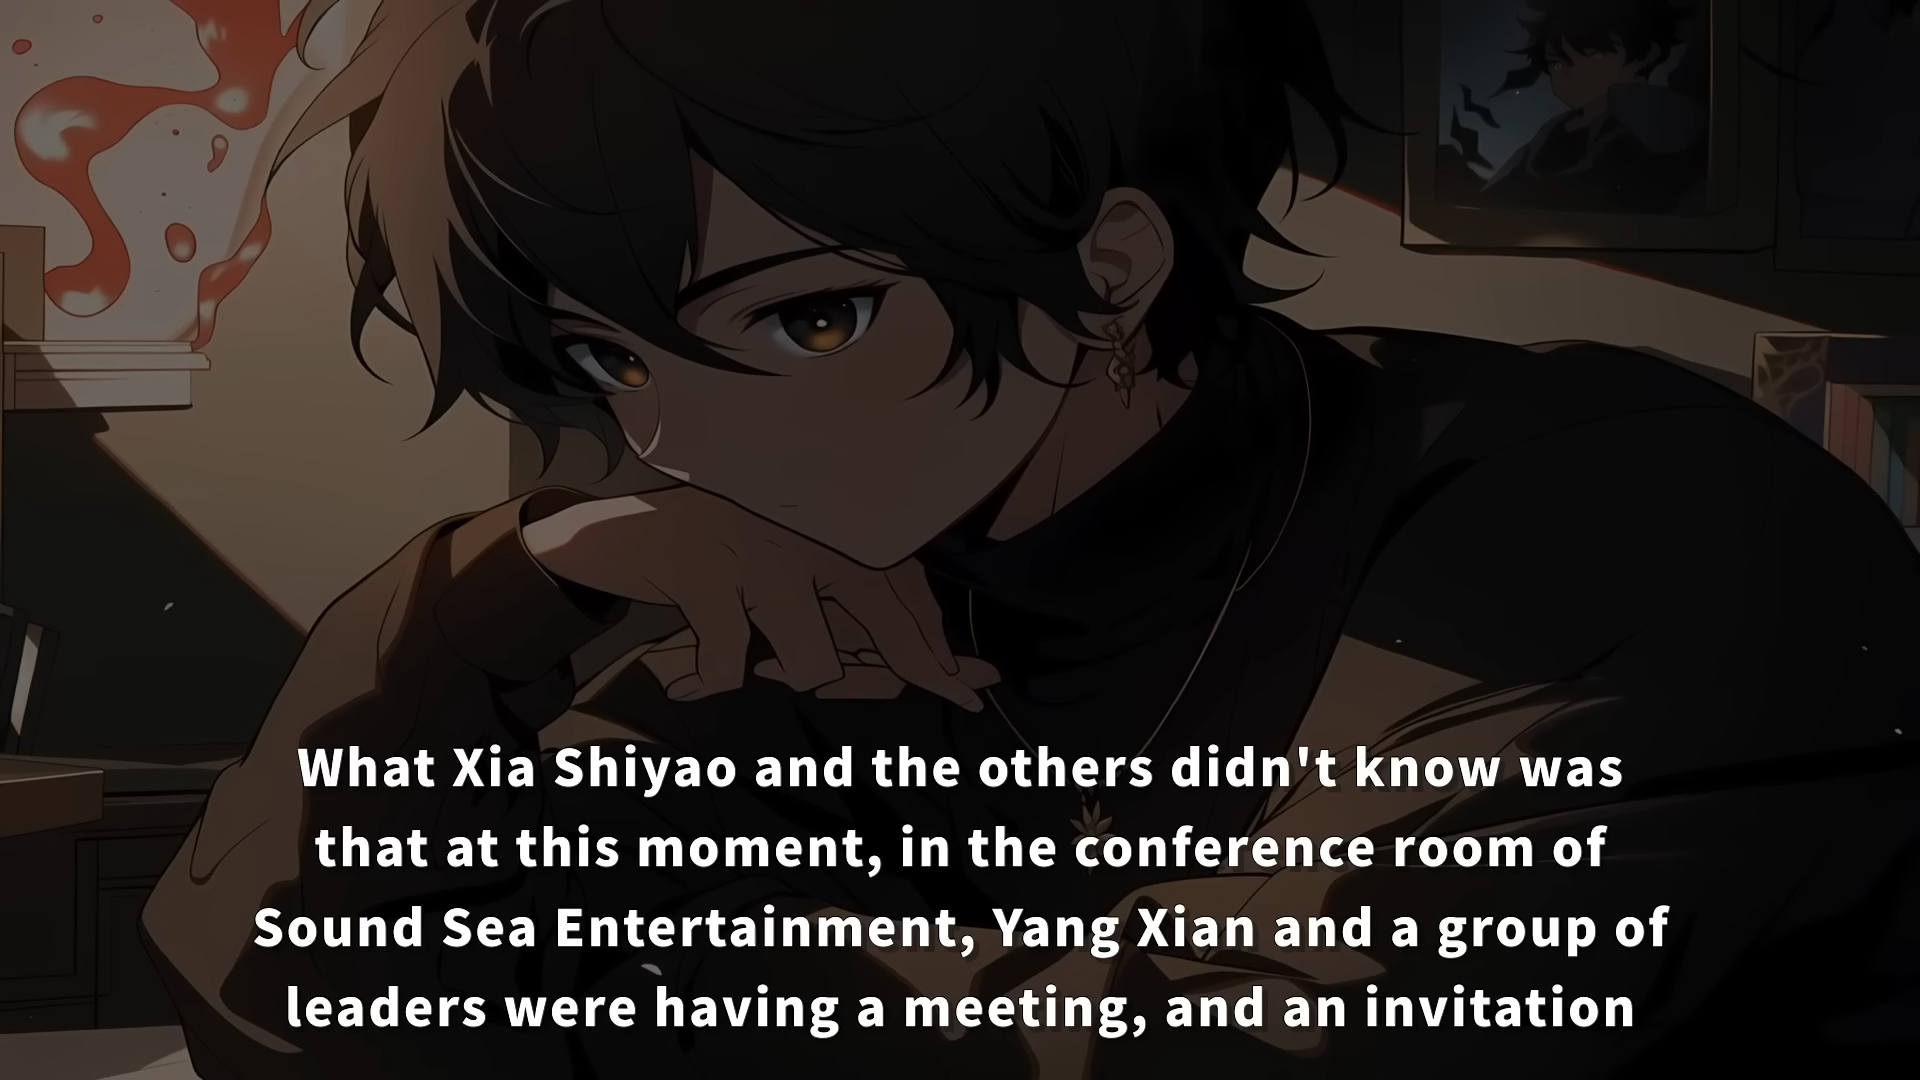 What Xia Shiyao and the others didn't know was
that at this moment, in the conference room of
Sound Sea Entertainment, Yang Xian and a group of
leaders were having a meeting, and an invitation